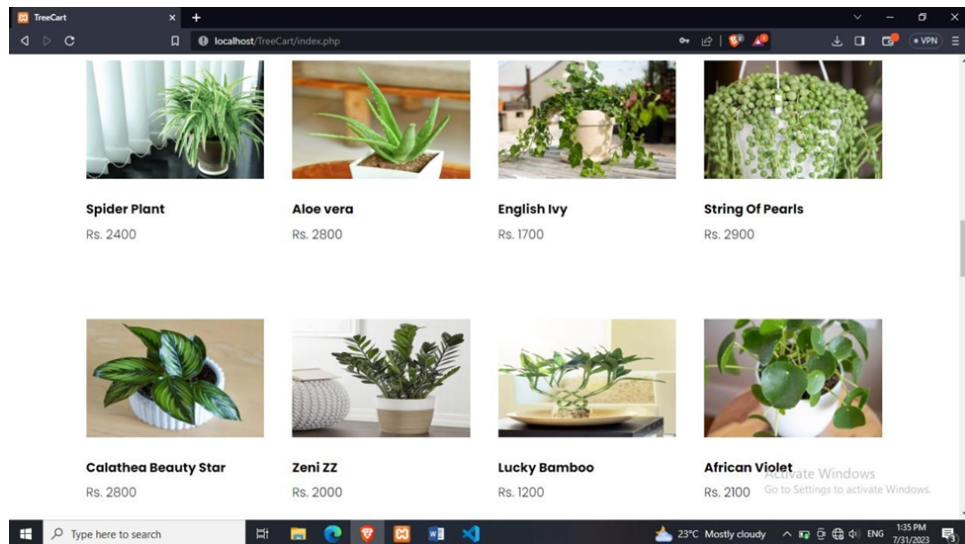 TreeCart
localhost/TreeCart/index.php
VPN
Spider Plant
Rs. 2400
Aloe vera
Rs. 2800
English Ivy
Rs. 1700
String Of Pearls
Rs. 2900
Calathea Beauty Star
Rs. 2800
Zeni ZZ
Rs. 2000
Lucky Bamboo
Rs. 1200
African Violet
Rs. 2100
Activate Windows
Go to Settings to activate Windows.
Type here to search
23°C Mostly cloudy
ENG
1:35 PM
7/31/2023